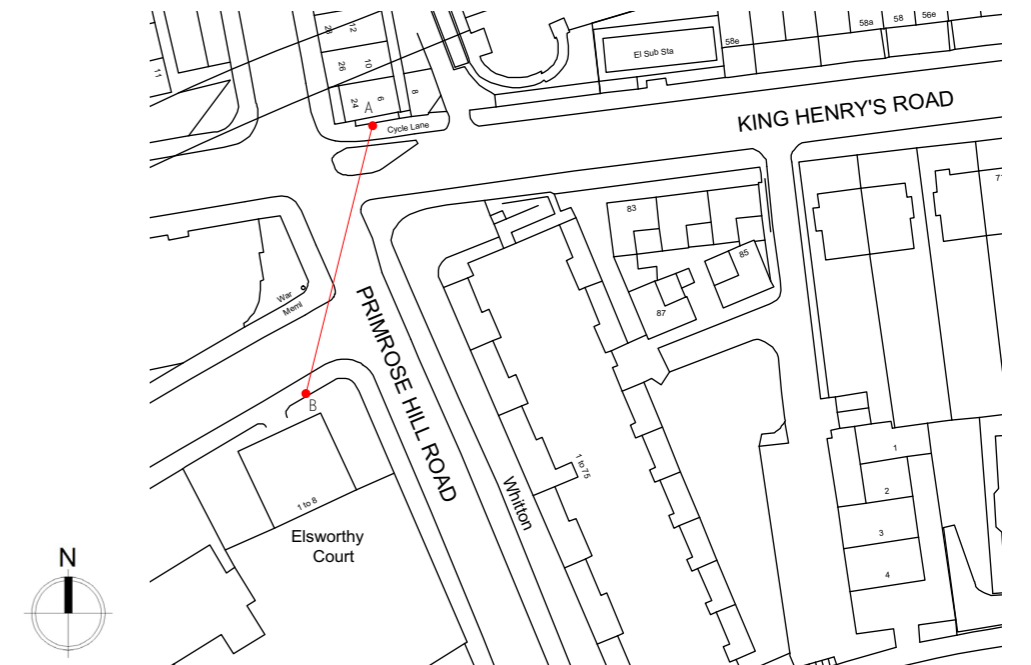 28
12
58a
58
56e
58e
El Sub Sta
11
26
10
24
6
8
A
Cycle Lane
KING HENRY'S ROAD
83
85
87
War
Meml
PRIMROSE HILL ROAD
B
1 to 75
Whitton
1 to 8
Elsworthy
Court
1
2
3
4
N